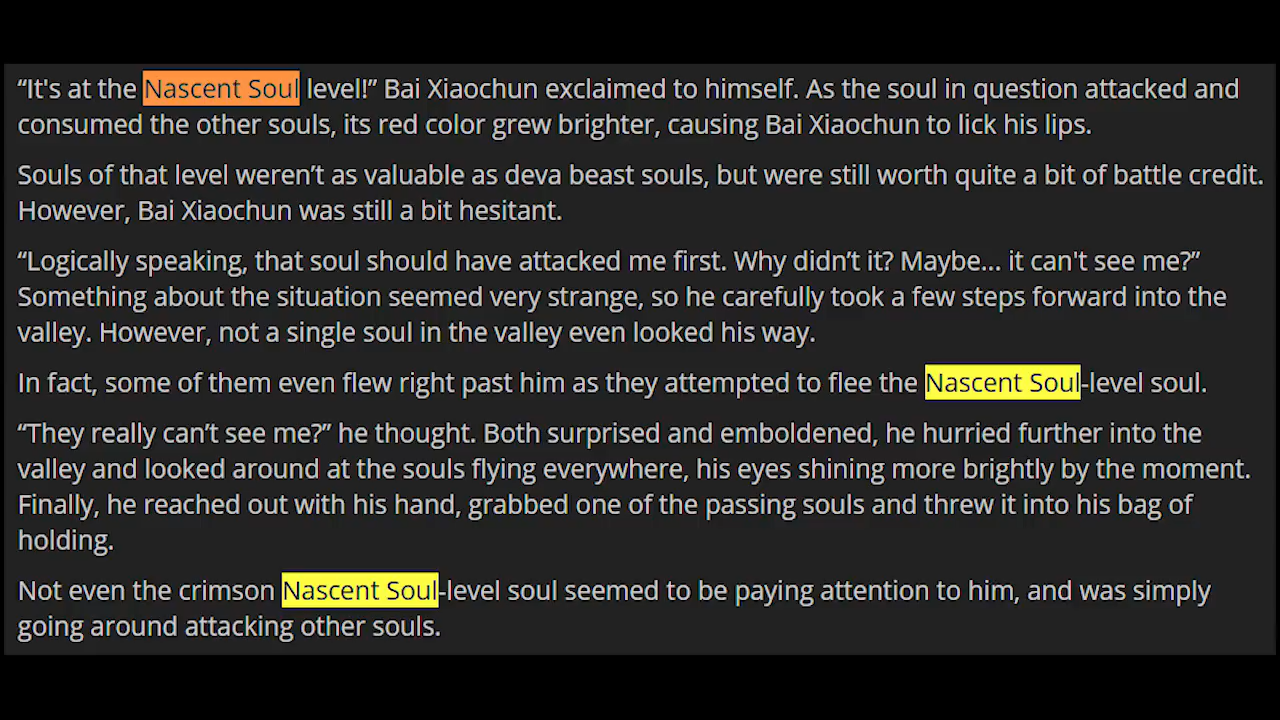 “It's at the Nascent Soul level!” Bai Xiaochun exclaimed to himself. As the soul in question attacked and
consumed the other souls, its red color grew brighter, causing Bai Xiaochun to lick his lips.
Souls of that level weren’t as valuable as deva beast souls, but were still worth quite a bit of battle credit.
However, Bai Xiaochun was still a bit hesitant.
“Logically speaking, that soul should have attacked me first. Why didn’t it? Maybe... it can't see me?”
Something about the situation seemed very strange, so he carefully took a few steps forward into the
valley. However, not a single soul in the valley even looked his way.
In fact, some of them even flew right past him as they attempted to flee the Nascent Soul-level soul.
“They really can’t see me?” he thought. Both surprised and emboldened, he hurried further into the
valley and looked around at the souls flying everywhere, his eyes shining more brightly by the moment.
Finally, he reached out with his hand, grabbed one of the passing souls and threw it into his bag of
holding.
Not even the crimson Nascent Soul-level soul seemed to be paying attention to him, and was simply
going around attacking other souls.